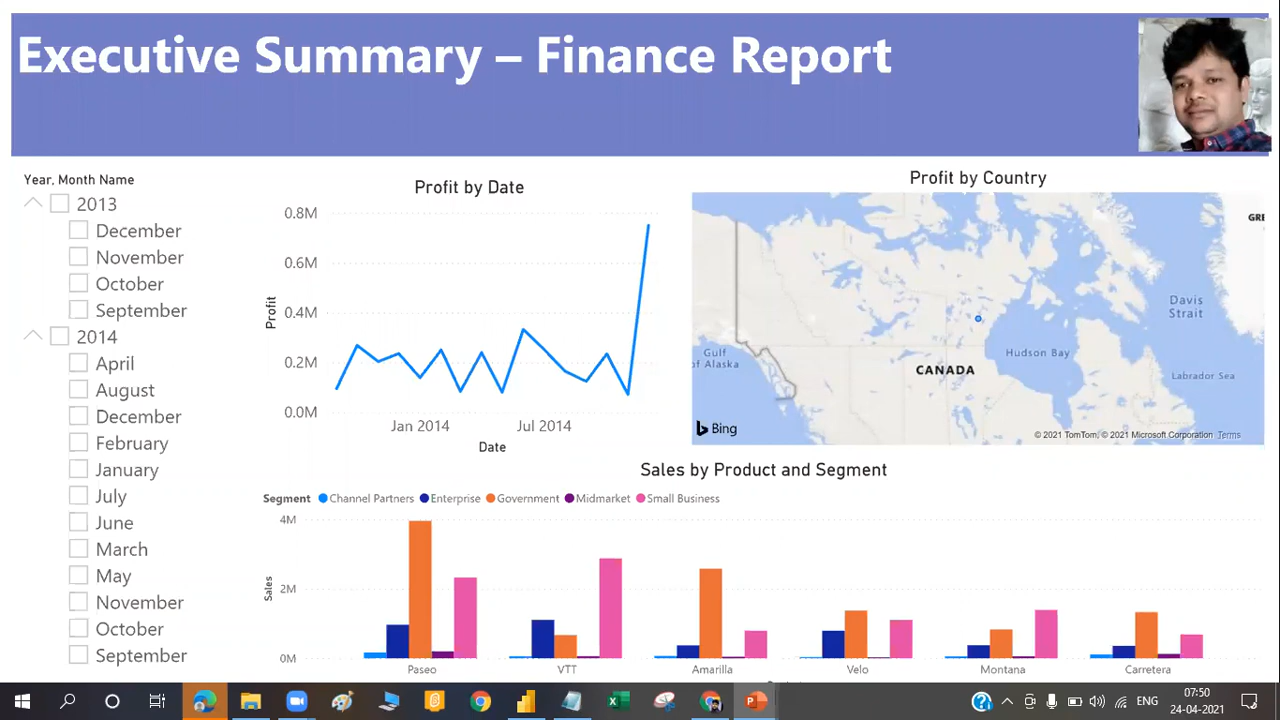 Executive Summary – Finance Report
Year, Month Name
2013
December
November
October
September
2014
April
August
December
February
January
July
June
March
May
November
October
September
Profit by Date
0.8M
0.6M
0.4M
0.2M
0.0M
Profit
Jan 2014 Jul 2014
Date
Profit by Country
GRE
Davis
Strait
Gulf
of Alaska
Hudson Bay
CANADA
Labrador Sea
Bing
© 2021 TomTom, © 2021 Microsoft Corporation Terms
Sales by Product and Segment
Segment Channel Partners Enterprise Government Midmarket Small Business
4M
2M
0M
Sales
Paseo VTT Amarilla Velo Montana Carretera
ENG
07:50
24-04-2021